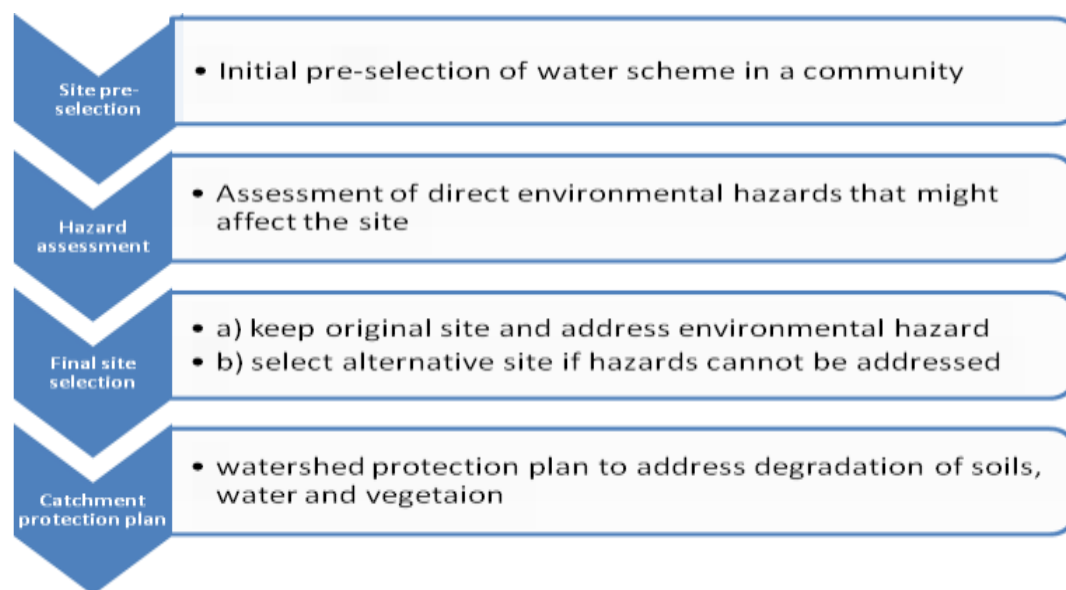 Site pre-
selection
• Initial pre-selection of water scheme in a community
Hazard
assessment
• Assessment of direct environmental hazards that might
affect the site
Final site
selection
• a) keep original site and address environmental hazard
• b) select alternative site if hazards cannot be addressed
Catchment
protection plan
• watershed protection plan to address degradation of soils,
water and vegetaion